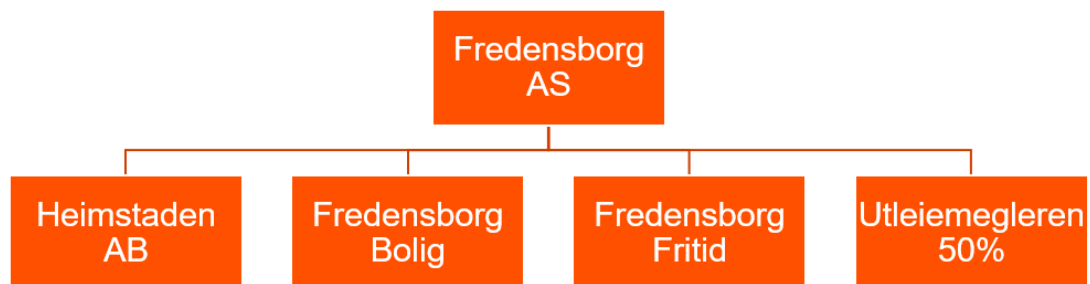 Fredensborg
AS
Heimstaden
AB
Fredensborg
Bolig
Fredensborg
Fritid
Utleiemegleren
50%